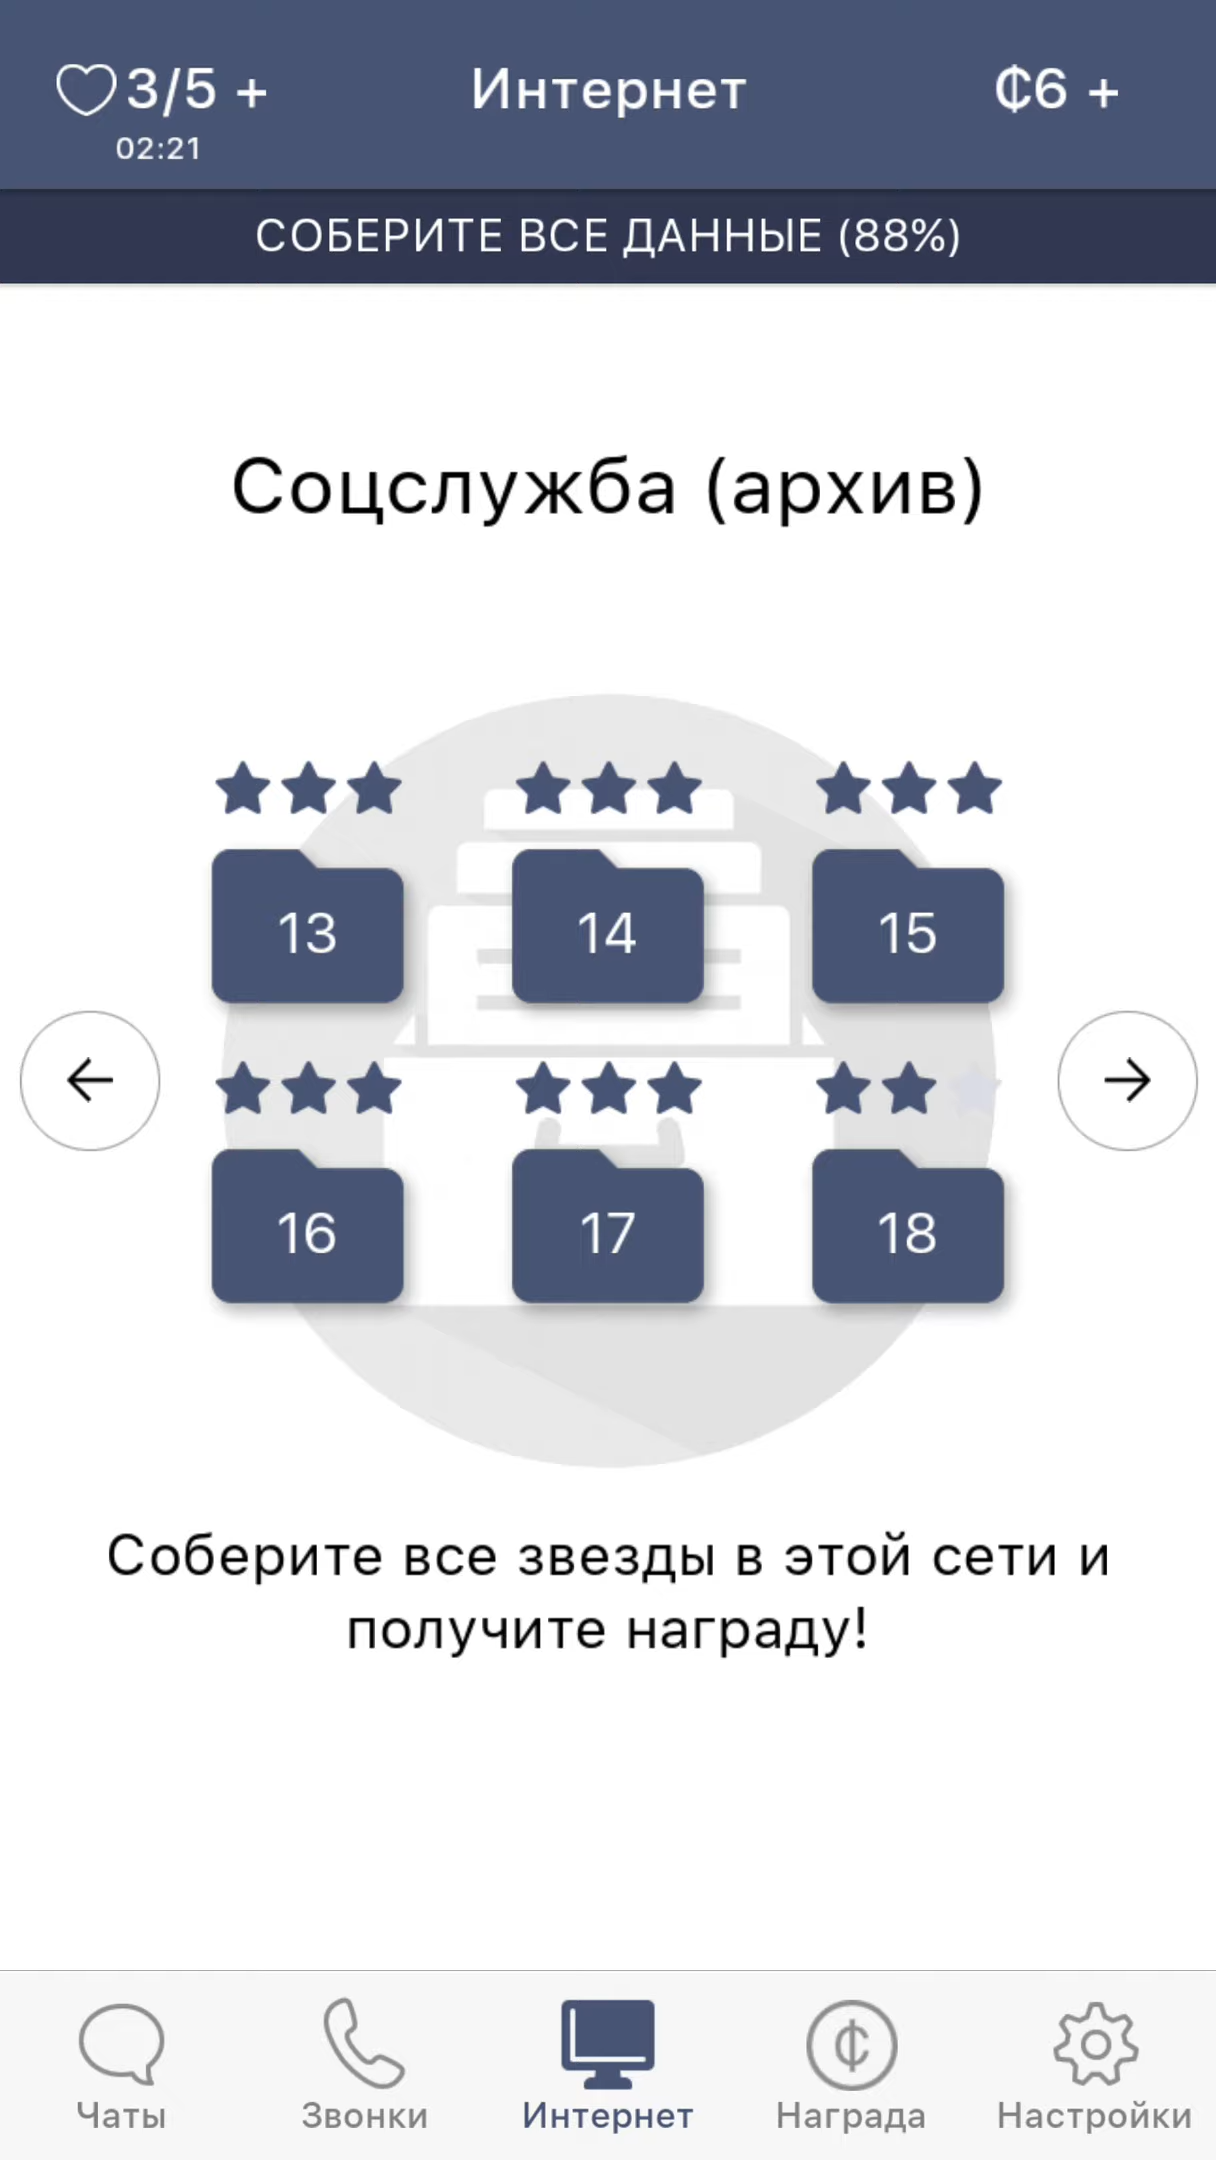 3/5 + Интернет ₵6 +
02:21
СОБЕРИТЕ ВСЕ ДАННЫЕ (88%)
Соцслужба (архив)
13 14 15
16 17 18
Соберите все звезды в этой сети и
получите награду!
Чаты Звонки Интернет Награда Настройки